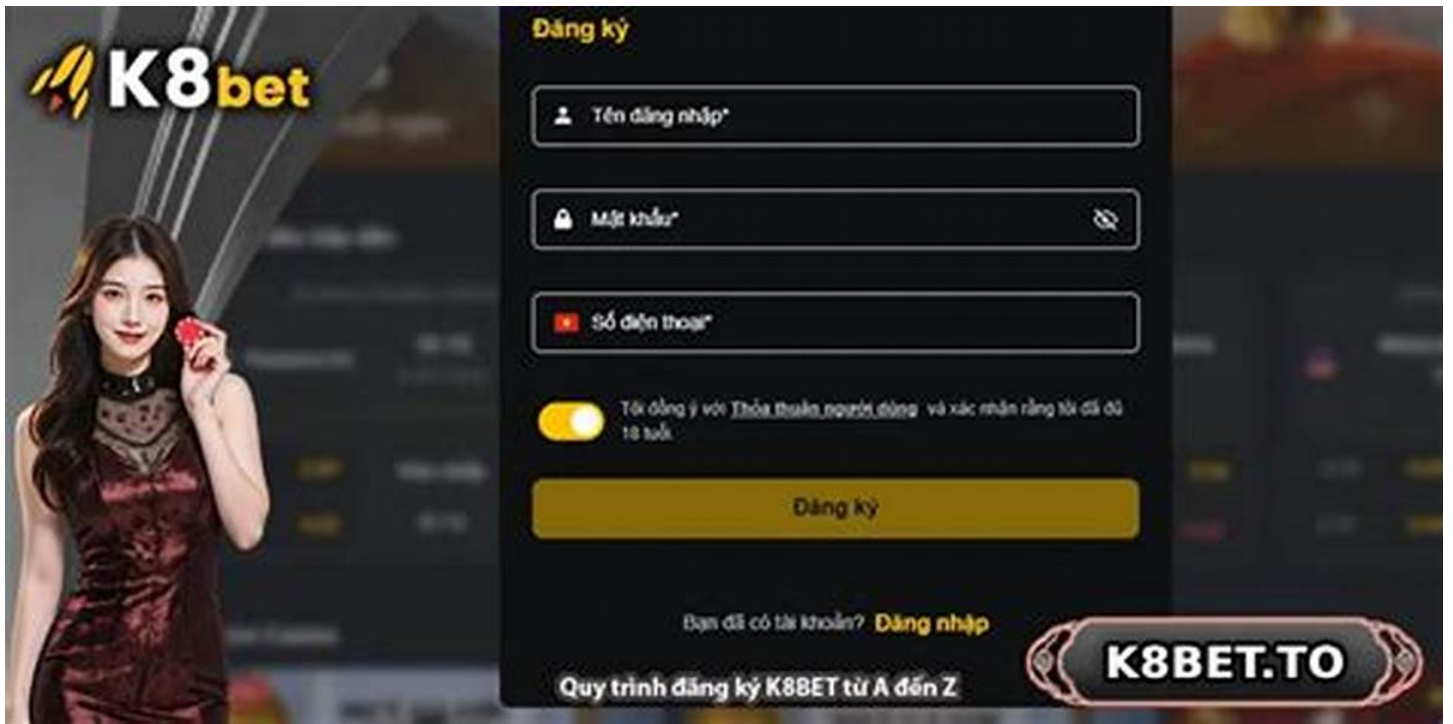 K8bet
Đăng ký
Tên đăng nhập*
Mật khẩu*
Số điện thoại*
Tôi đồng ý với Thỏa thuận người dùng và xác nhận rằng tôi đã đủ
18 tuổi.
Đăng ký
Bạn đã có tài khoản? Đăng nhập
Quy trình đăng ký K8BET từ A đến Z
K8BET.TO